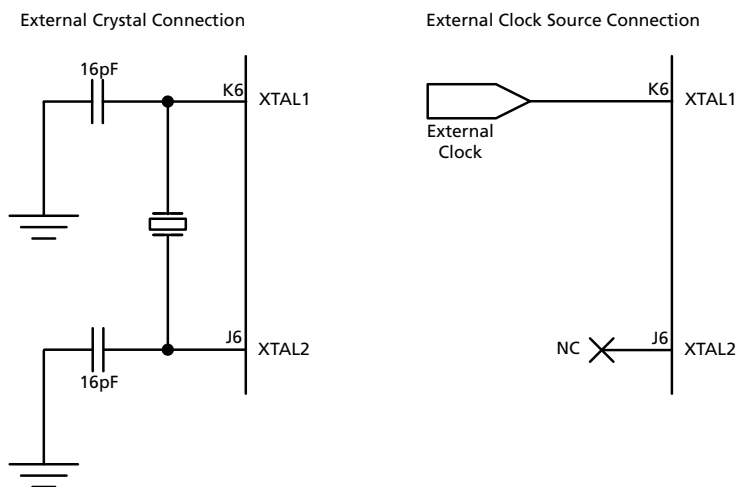 External Crystal Connection
16pF
K6
XTAL1
J6
XTAL2
16pF
External Clock Source Connection
K6
XTAL1
External
Clock
J6
NC
XTAL2